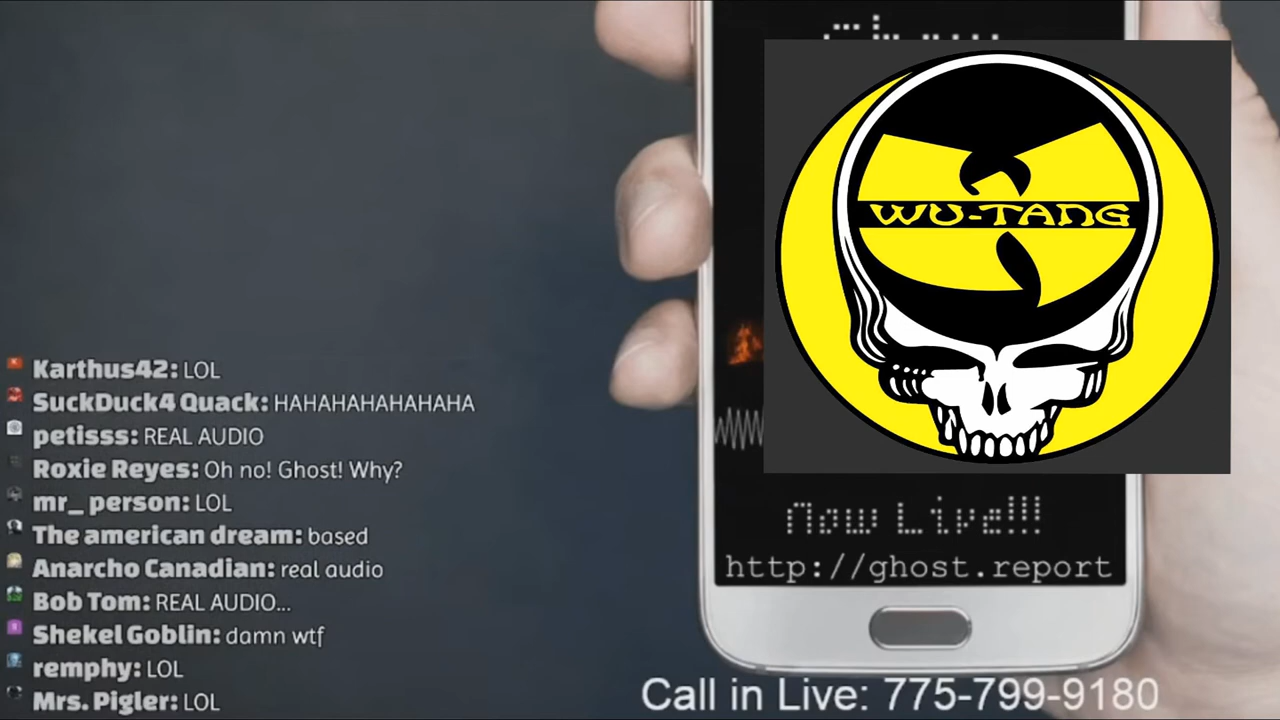 WU-TANG
Karthus42: LOL
SuckDuck4 Quack: HAHAHAHAHAHAHA
petisss: REAL AUDIO
Roxie Reyes: Oh no! Ghost! Why?
mr_person: LOL
The american dream: based
Anarcho Canadian: real audio
Bob Tom: REAL AUDIO...
Shekel Goblin: damn wtf
remphy: LOL
Mrs. Pigler: LOL
Now Live!!!
http://ghost.report
Call in Live: 775-799-9180